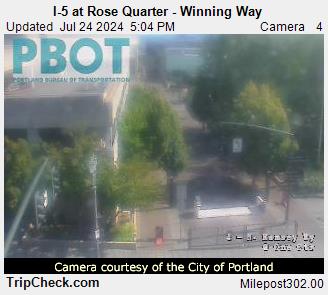 I-5 at Rose Quarter - Winning Way
Updated Jul 24 2024 5:04 PM Camera 4
PBOT
PORTLAND BUREAU OF TRANSPORTATION
Camera courtesy of the City of Portland
TripCheck.com Milepost302.00